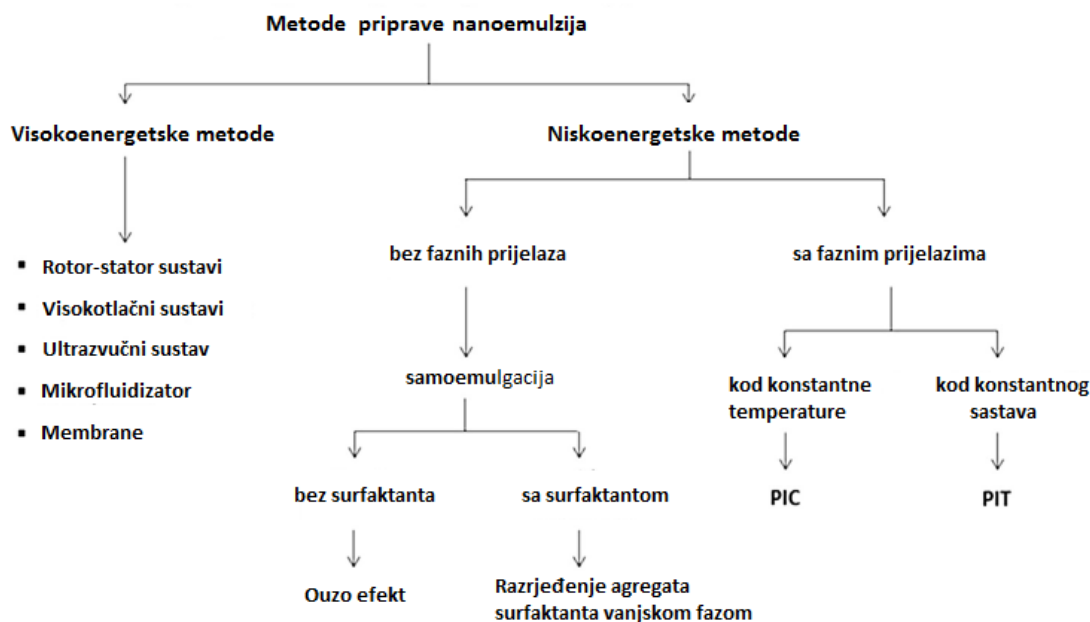 Metode priprave nanoemulzija
Visokoenergetske metode
Niskoenergetske metode
▪ Rotor-stator sustavi
▪ Visokotlačni sustavi
▪ Ultrazvučni sustav
▪ Mikrofluidizator
▪ Membrane
bez faznih prijelaza
sa faznim prijelazima
samoemulgacija
kod konstantne
temperature
kod konstantnog
sastava
bez surfaktanta
sa surfaktantom
PIC
PIT
Ouzo efekt
Razrjeđenje agregata
surfaktanta vanjskom fazom